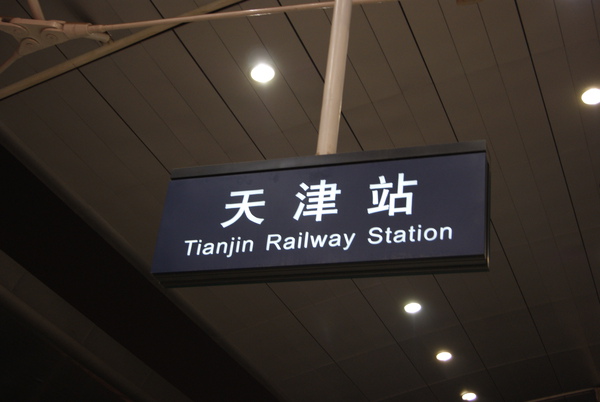 天津站
Tianjin Railway Station